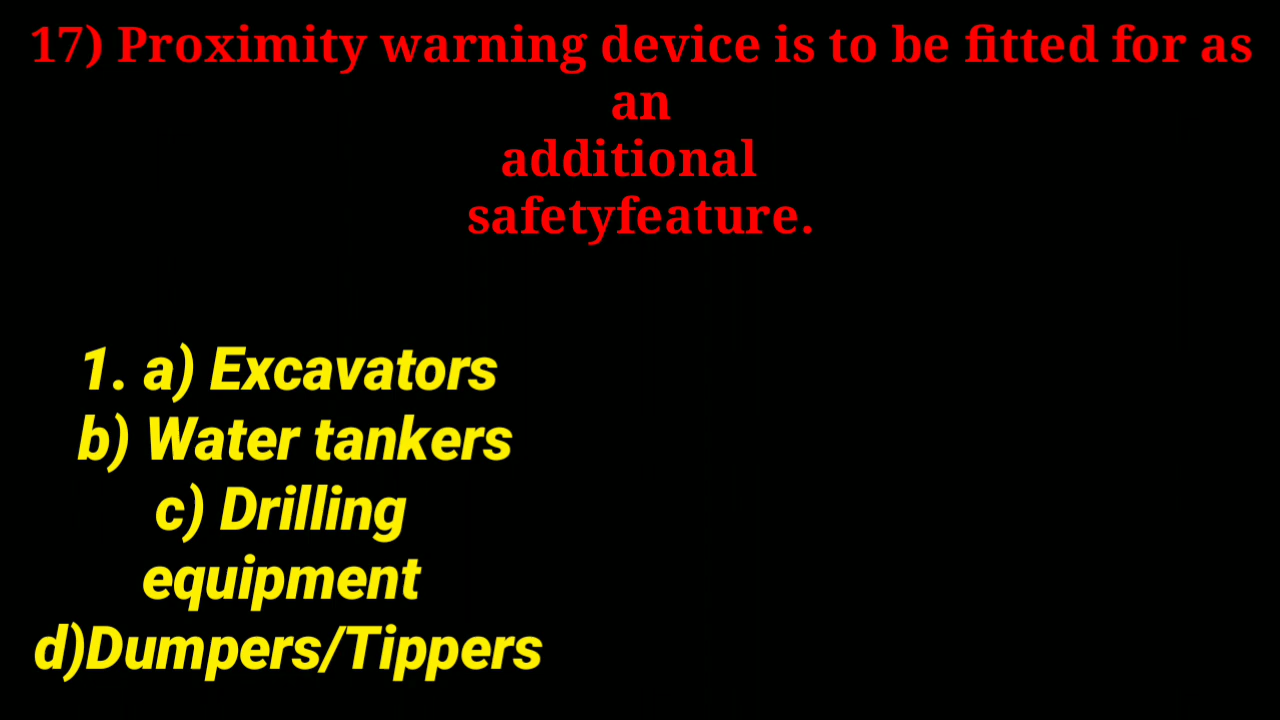 17) Proximity warning device is to be fitted for as
an
additional
safetyfeature.
1. a) Excavators
b) Water tankers
c) Drilling
equipment
d)Dumpers/Tippers